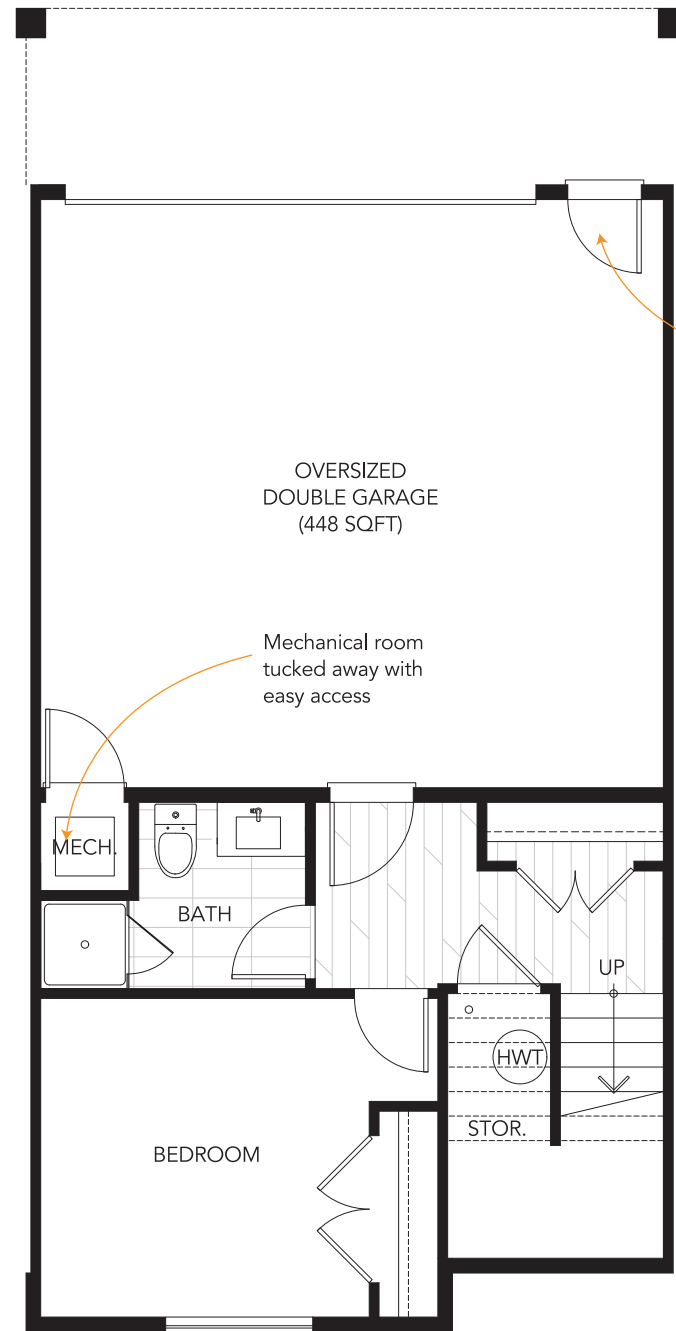 OVERSIZED
DOUBLE GARAGE
(448 SQFT)
Mechanical room
tucked away with
easy access
MECH.
BATH
UP
HWT
STOR.
BEDROOM